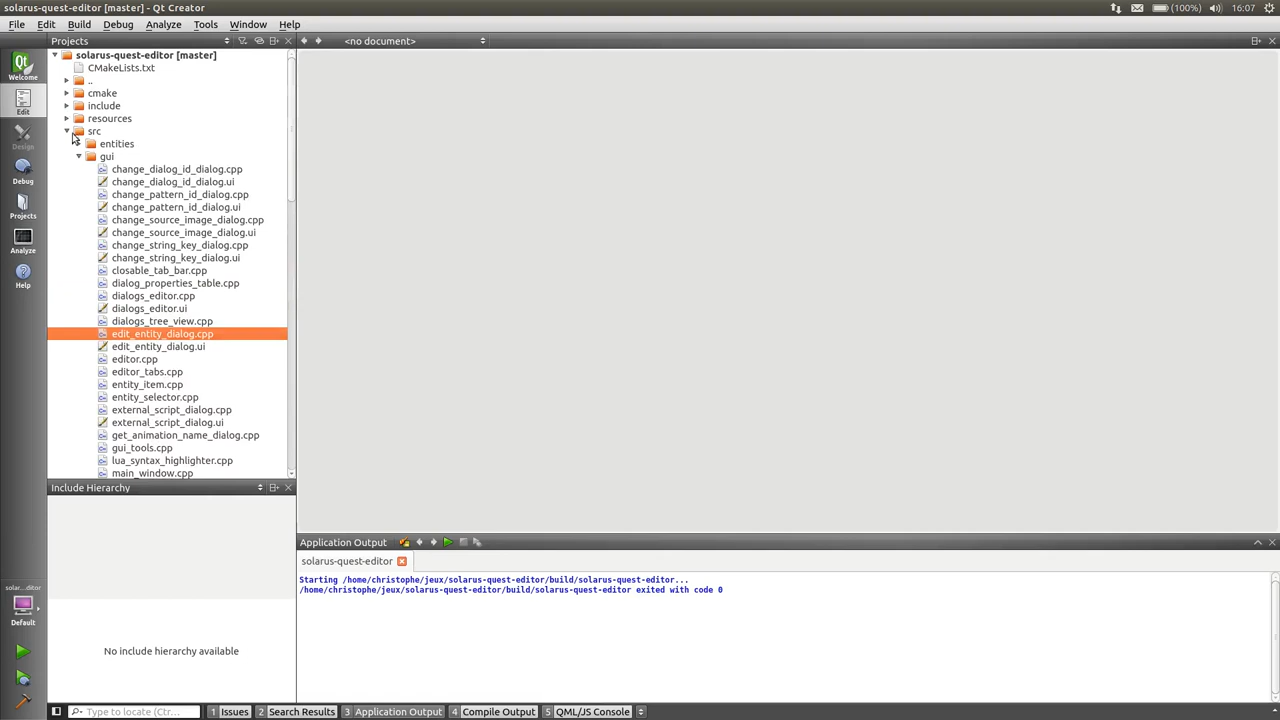 solarus-quest-editor [master] - Qt Creator
(100%) 16:07
File Edit Build Debug Analyze Tools Window Help
Projects
<no document>
solarus-quest-editor [master]
CMakeLists.txt
..
cmake
include
resources
src
entities
gui
change_dialog_id_dialog.cpp
change_dialog_id_dialog.ui
change_pattern_id_dialog.cpp
change_pattern_id_dialog.ui
change_source_image_dialog.cpp
change_source_image_dialog.ui
change_string_key_dialog.cpp
change_string_key_dialog.ui
closable_tab_bar.cpp
dialog_properties_table.cpp
dialogs_editor.cpp
dialogs_editor.ui
dialogs_tree_view.cpp
edit_entity_dialog.cpp
edit_entity_dialog.ui
editor.cpp
editor_tabs.cpp
entity_item.cpp
entity_selector.cpp
external_script_dialog.cpp
external_script_dialog.ui
get_animation_name_dialog.cpp
gui_tools.cpp
lua_syntax_highlighter.cpp
main_window.cpp
Qt
Welcome
Edit
Design
Debug
Projects
Analyze
Help
solar...ditor
Default
Include Hierarchy
No include hierarchy available
Application Output
solarus-quest-editor
Starting /home/christophe/jeux/solarus-quest-editor/build/solarus-quest-editor...
/home/christophe/jeux/solarus-quest-editor/build/solarus-quest-editor exited with code 0
Type to locate (Ctrl+...) 1 Issues 2 Search Results 3 Application Output 4 Compile Output 5 QML/JS Console